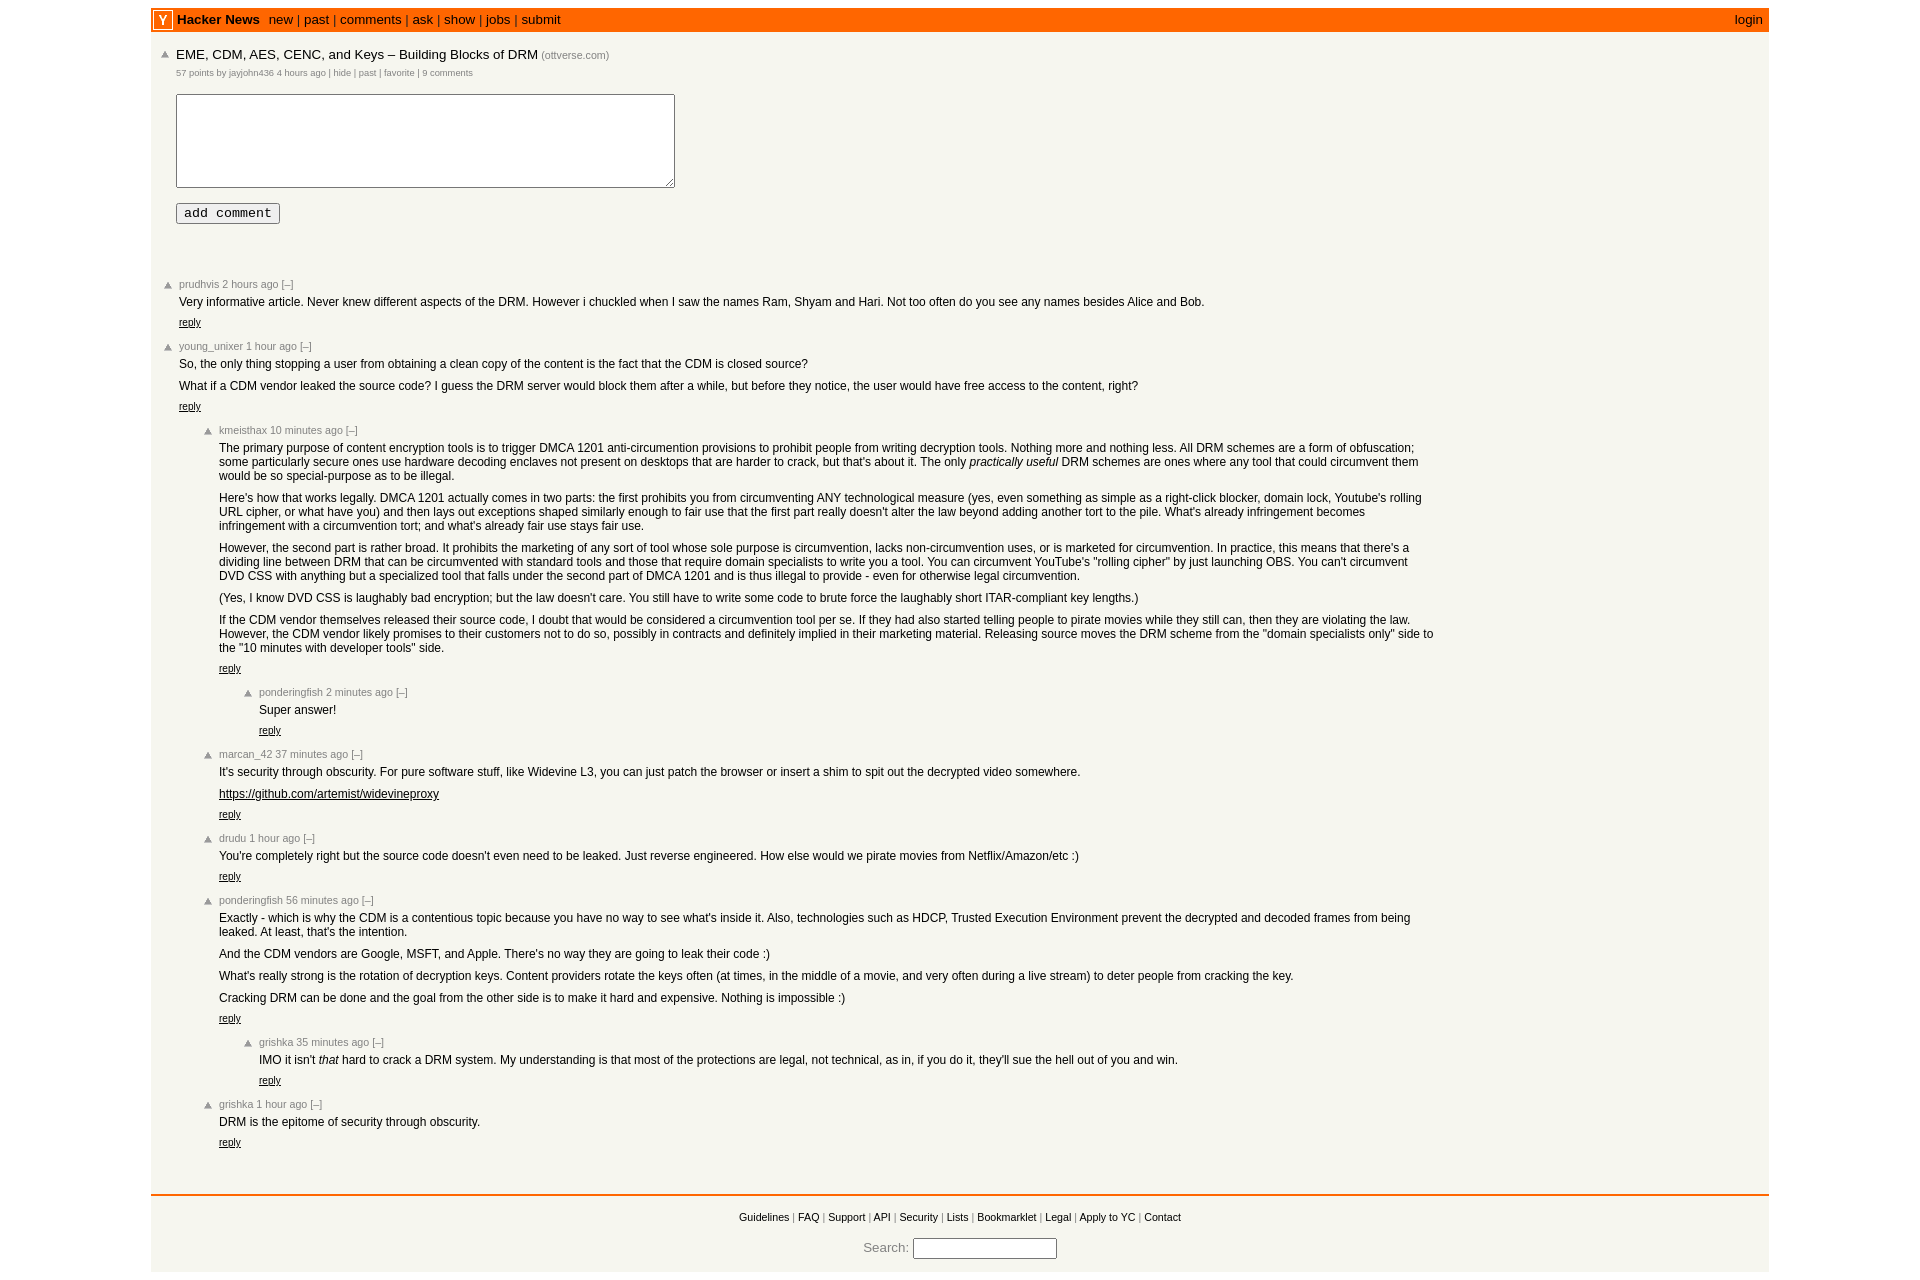 Y Hacker News new | past | comments | ask | show | jobs | submit login
EME, CDM, AES, CENC, and Keys – Building Blocks of DRM (ottverse.com)
57 points by jayjohn436 4 hours ago | hide | past | favorite | 9 comments
add comment
prudhvis 2 hours ago [–]
Very informative article. Never knew different aspects of the DRM. However i chuckled when I saw the names Ram, Shyam and Hari. Not too often do you see any names besides Alice and Bob.
reply
young_unixer 1 hour ago [–]
So, the only thing stopping a user from obtaining a clean copy of the content is the fact that the CDM is closed source?
What if a CDM vendor leaked the source code? I guess the DRM server would block them after a while, but before they notice, the user would have free access to the content, right?
reply
kmeisthax 10 minutes ago [–]
The primary purpose of content encryption tools is to trigger DMCA 1201 anti-circumention provisions to prohibit people from writing decryption tools. Nothing more and nothing less. All DRM schemes are a form of obfuscation;
some particularly secure ones use hardware decoding enclaves not present on desktops that are harder to crack, but that's about it. The only practically useful DRM schemes are ones where any tool that could circumvent them
would be so special-purpose as to be illegal.
Here's how that works legally. DMCA 1201 actually comes in two parts: the first prohibits you from circumventing ANY technological measure (yes, even something as simple as a right-click blocker, domain lock, Youtube's rolling
URL cipher, or what have you) and then lays out exceptions shaped similarly enough to fair use that the first part really doesn't alter the law beyond adding another tort to the pile. What's already infringement becomes
infringement with a circumvention tort; and what's already fair use stays fair use.
However, the second part is rather broad. It prohibits the marketing of any sort of tool whose sole purpose is circumvention, lacks non-circumvention uses, or is marketed for circumvention. In practice, this means that there's a
dividing line between DRM that can be circumvented with standard tools and those that require domain specialists to write you a tool. You can circumvent YouTube's "rolling cipher" by just launching OBS. You can't circumvent
DVD CSS with anything but a specialized tool that falls under the second part of DMCA 1201 and is thus illegal to provide - even for otherwise legal circumvention.
(Yes, I know DVD CSS is laughably bad encryption; but the law doesn't care. You still have to write some code to brute force the laughably short ITAR-compliant key lengths.)
If the CDM vendor themselves released their source code, I doubt that would be considered a circumvention tool per se. If they had also started telling people to pirate movies while they still can, then they are violating the law.
However, the CDM vendor likely promises to their customers not to do so, possibly in contracts and definitely implied in their marketing material. Releasing source moves the DRM scheme from the "domain specialists only" side to
the "10 minutes with developer tools" side.
reply
ponderingfish 2 minutes ago [–]
Super answer!
reply
marcan_42 37 minutes ago [–]
It's security through obscurity. For pure software stuff, like Widevine L3, you can just patch the browser or insert a shim to spit out the decrypted video somewhere.
https://github.com/artemist/widevineproxy
reply
drudu 1 hour ago [–]
You're completely right but the source code doesn't even need to be leaked. Just reverse engineered. How else would we pirate movies from Netflix/Amazon/etc :)
reply
ponderingfish 56 minutes ago [–]
Exactly - which is why the CDM is a contentious topic because you have no way to see what's inside it. Also, technologies such as HDCP, Trusted Execution Environment prevent the decrypted and decoded frames from being
leaked. At least, that's the intention.
And the CDM vendors are Google, MSFT, and Apple. There's no way they are going to leak their code :)
What's really strong is the rotation of decryption keys. Content providers rotate the keys often (at times, in the middle of a movie, and very often during a live stream) to deter people from cracking the key.
Cracking DRM can be done and the goal from the other side is to make it hard and expensive. Nothing is impossible :)
reply
grishka 35 minutes ago [–]
IMO it isn't that hard to crack a DRM system. My understanding is that most of the protections are legal, not technical, as in, if you do it, they'll sue the hell out of you and win.
reply
grishka 1 hour ago [–]
DRM is the epitome of security through obscurity.
reply
Guidelines | FAQ | Support | API | Security | Lists | Bookmarklet | Legal | Apply to YC | Contact
Search: